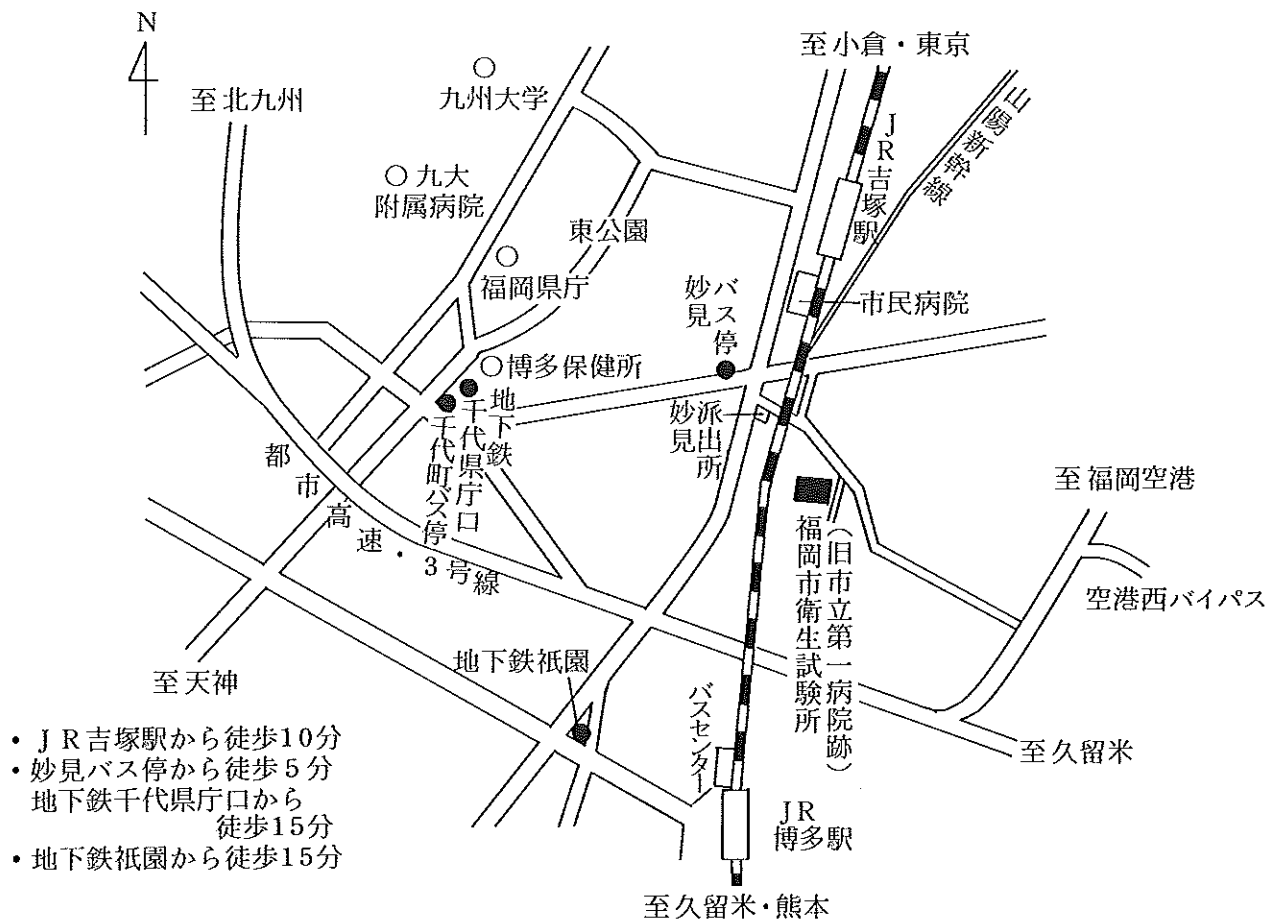 N
至小倉・東京
至北九州
九州大学
JR吉塚駅
山陽新幹線
九大
附属病院
東公園
福岡県庁
妙見
バス停
市民病院
博多保健所
地下鉄
千代県庁口
千代町バス停
妙見
派出所
都市高速・3号線
至福岡空港
(旧市立第一病院跡)
福岡市衛生試験所
空港西バイパス
地下鉄祇園
至天神
バスセンター
至久留米
・JR吉塚駅から徒歩10分
・妙見バス停から徒歩5分
地下鉄千代県庁口から
徒歩15分
・地下鉄祇園から徒歩15分
JR
博多駅
至久留米・熊本